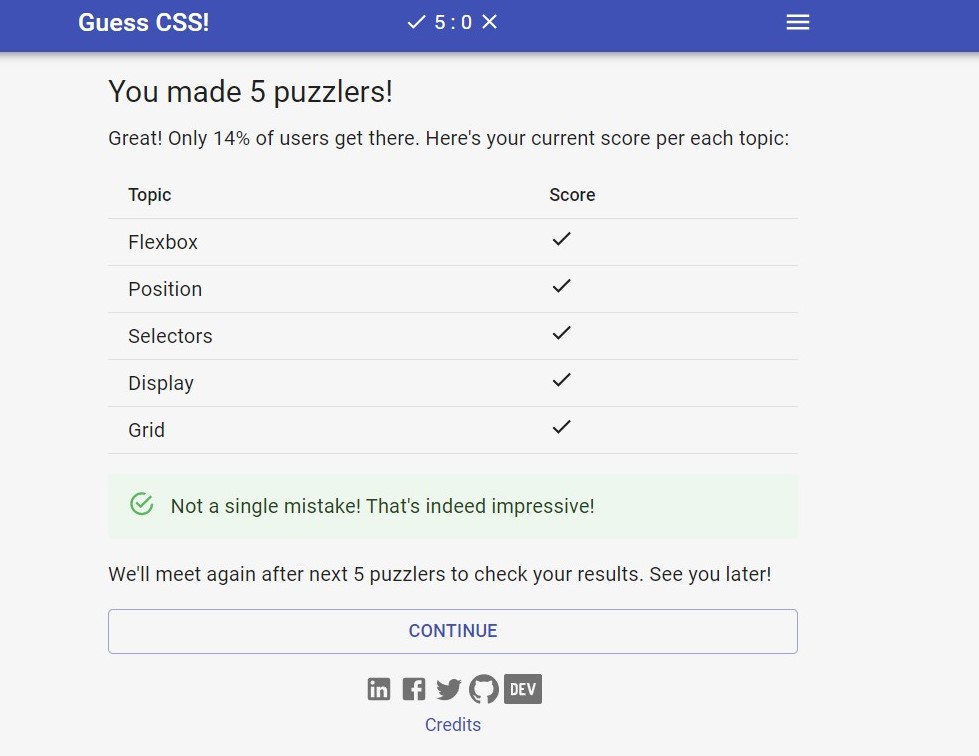 Guess CSS!
5 : 0
You made 5 puzzlers!
Great! Only 14% of users get there. Here's your current score per each topic:
Topic Score
Flexbox
Position
Selectors
Display
Grid
Not a single mistake! That's indeed impressive!
We'll meet again after next 5 puzzlers to check your results. See you later!
CONTINUE
in f DEV
Credits